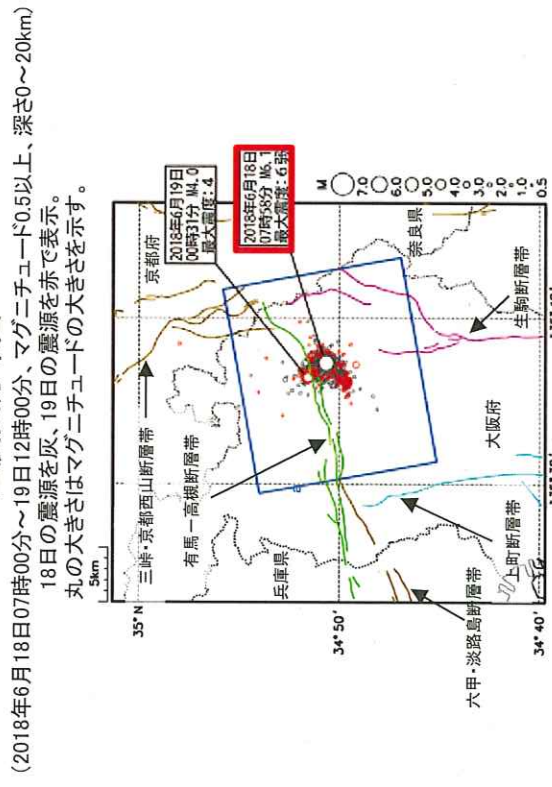 (2018年6月18日07時00分～19日12時00分、マグニチュード0.5以上、深さ0～20km)
18日の震源を灰、19日の震源を赤で表示。
丸の大きさはマグニチュードの大きさを示す。
5km
35°N
34°50'
34°40'
三峠・京都西山断層帯
有馬－高槻断層帯
兵庫県
六甲・淡路島断層帯
上町断層帯
大阪府
生駒断層帯
京都府
奈良県
a
2018年6月19日
00時31分 M4.0
最大震度：4
2018年6月18日
07時58分 M6.1
最大震度：6弱
M
7.0
6.0
5.0
4.0
3.0
2.0
1.0
0.5